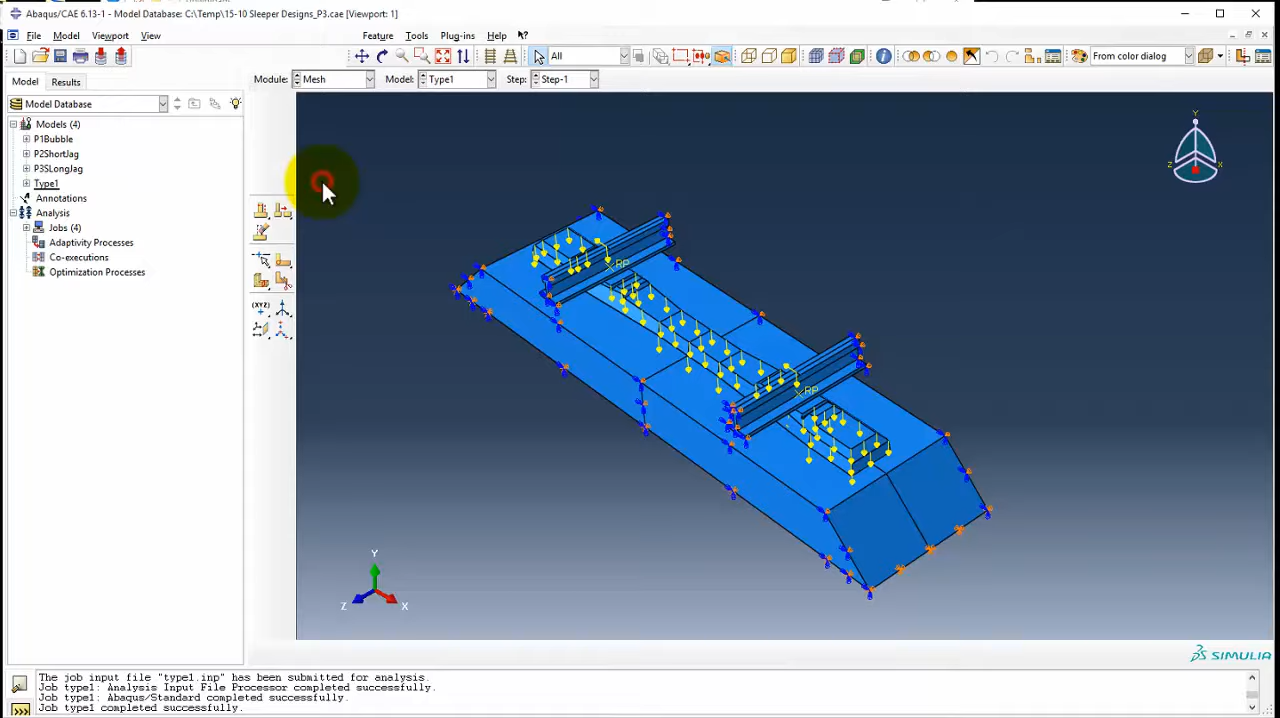 Abaqus/CAE 6.13-1 - Model Database: C:\Temp\15-10 Sleeper Designs_P3.cae [Viewport: 1]
File Model Viewport View Feature Tools Plug-ins Help
All
From color dialog
Model Results
Module: Mesh Model: Type1 Step: Step-1
Model Database
Models (4)
P1Bubble
P2ShortJag
P3SLongJag
Type1
Annotations
Analysis
Jobs (4)
Adaptivity Processes
Co-executions
Optimization Processes
(XYZ)
Y
Z X
RP
RP
Y
Z X
SIMULIA
The job input file "type1.inp" has been submitted for analysis.
Job type1: Analysis Input File Processor completed successfully.
Job type1: Abaqus/Standard completed successfully.
Job type1 completed successfully.
>>>